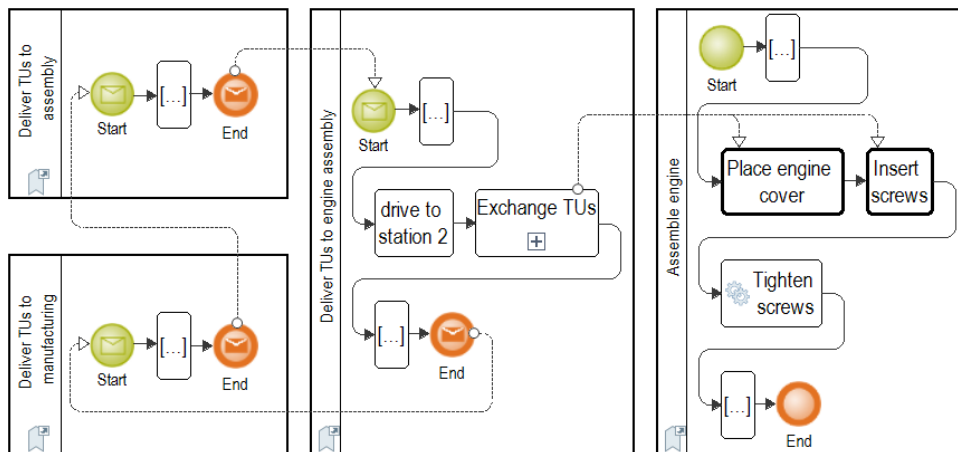 Deliver TUs to
assembly
Start
[...]
End
Deliver TUs to
manufacturing
Start
[...]
End
Deliver TUs to engine assembly
Start
[...]
drive to
station 2
Exchange TUs
[...]
End
Assemble engine
Start
[...]
Place engine
cover
Insert
screws
Tighten
screws
[...]
End